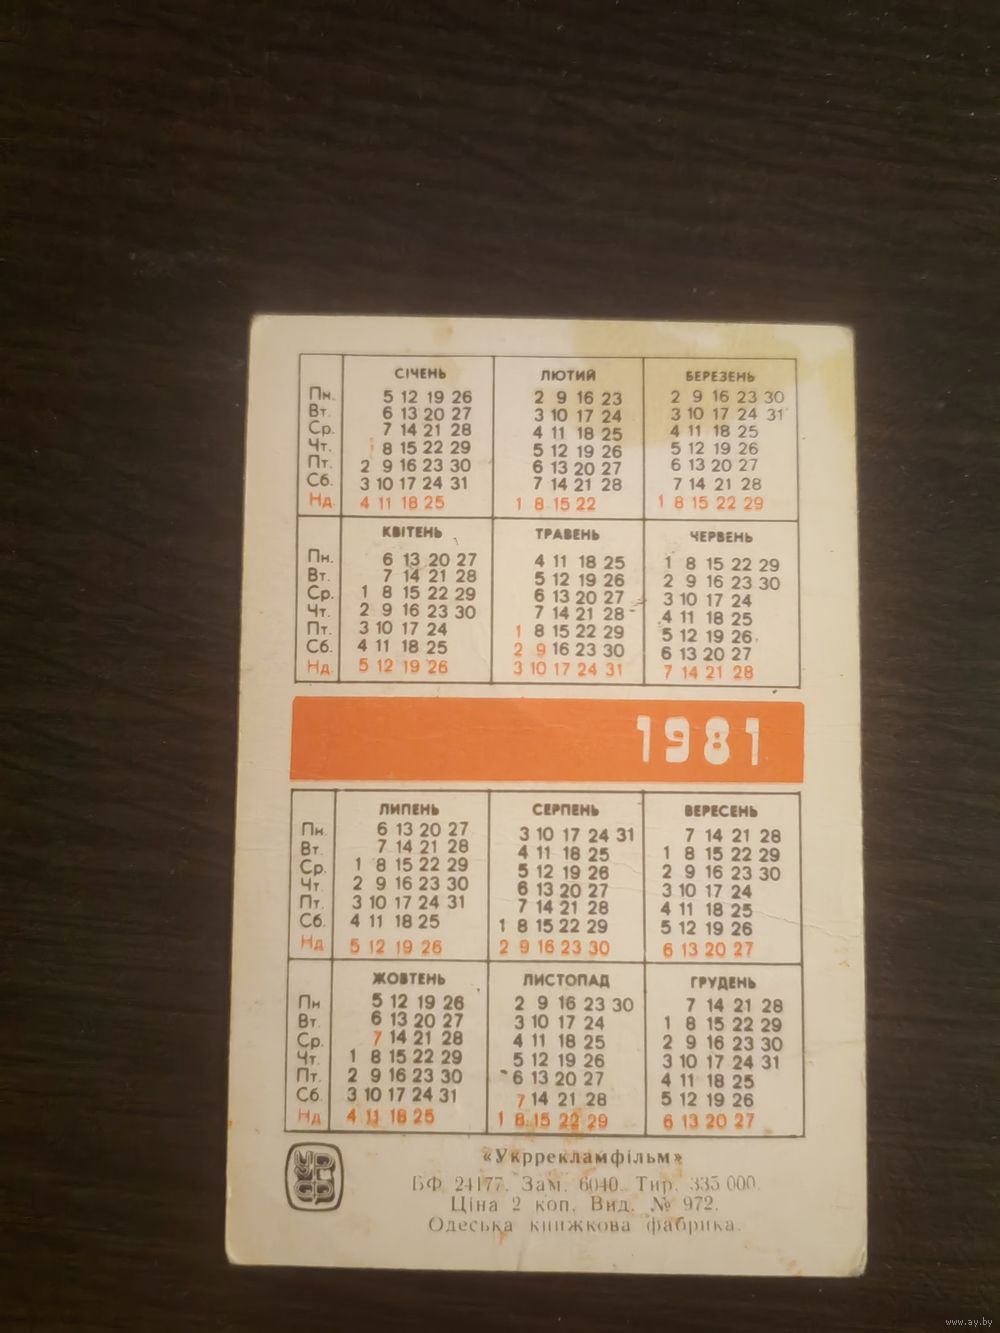 СІЧЕНЬ ЛЮТИЙ БЕРЕЗЕНЬ
Пн. 5 12 19 26 2 9 16 23 2 9 16 23 30
Вт. 6 13 20 27 3 10 17 24 3 10 17 24 31
Ср. 7 14 21 28 4 11 18 25 4 11 18 25
Чт. 1 8 15 22 29 5 12 19 26 5 12 19 26
Пт. 2 9 16 23 30 6 13 20 27 6 13 20 27
Сб. 3 10 17 24 31 7 14 21 28 7 14 21 28
Нд. 4 11 18 25 1 8 15 22 1 8 15 22 29
КВІТЕНЬ ТРАВЕНЬ ЧЕРВЕНЬ
Пн. 6 13 20 27 4 11 18 25 1 8 15 22 29
Вт. 7 14 21 28 5 12 19 26 2 9 16 23 30
Ср. 1 8 15 22 29 6 13 20 27 3 10 17 24
Чт. 2 9 16 23 30 7 14 21 28 4 11 18 25
Пт. 3 10 17 24 1 8 15 22 29 5 12 19 26
Сб. 4 11 18 25 2 9 16 23 30 6 13 20 27
Нд. 5 12 19 26 3 10 17 24 31 7 14 21 28
1981
ЛИПЕНЬ СЕРПЕНЬ ВЕРЕСЕНЬ
Пн 6 13 20 27 3 10 17 24 31 7 14 21 28
Вт. 7 14 21 28 4 11 18 25 1 8 15 22 29
Ср. 1 8 15 22 29 5 12 19 26 2 9 16 23 30
Чт. 2 9 16 23 30 6 13 20 27 3 10 17 24
Пт. 3 10 17 24 31 7 14 21 28 4 11 18 25
Сб. 4 11 18 25 1 8 15 22 29 5 12 19 26
Нд 5 12 19 26 2 9 16 23 30 6 13 20 27
ЖОВТЕНЬ ЛИСТОПАД ГРУДЕНЬ
Пн 5 12 19 26 2 9 16 23 30 7 14 21 28
Вт. 6 13 20 27 3 10 17 24 1 8 15 22 29
Ср. 7 14 21 28 4 11 18 25 2 9 16 23 30
Чт. 1 8 15 22 29 5 12 19 26 3 10 17 24 31
Пт. 2 9 16 23 30 6 13 20 27 4 11 18 25
Сб. 3 10 17 24 31 7 14 21 28 5 12 19 26
Нд 4 11 18 25 1 8 15 22 29 6 13 20 27
«Укррекламфільм»
БФ 24177. Зам. 6040. Тир. 335 000.
Ціна 2 коп. Вид. № 972.
Одеська книжкова фабрика.
www.ay.by